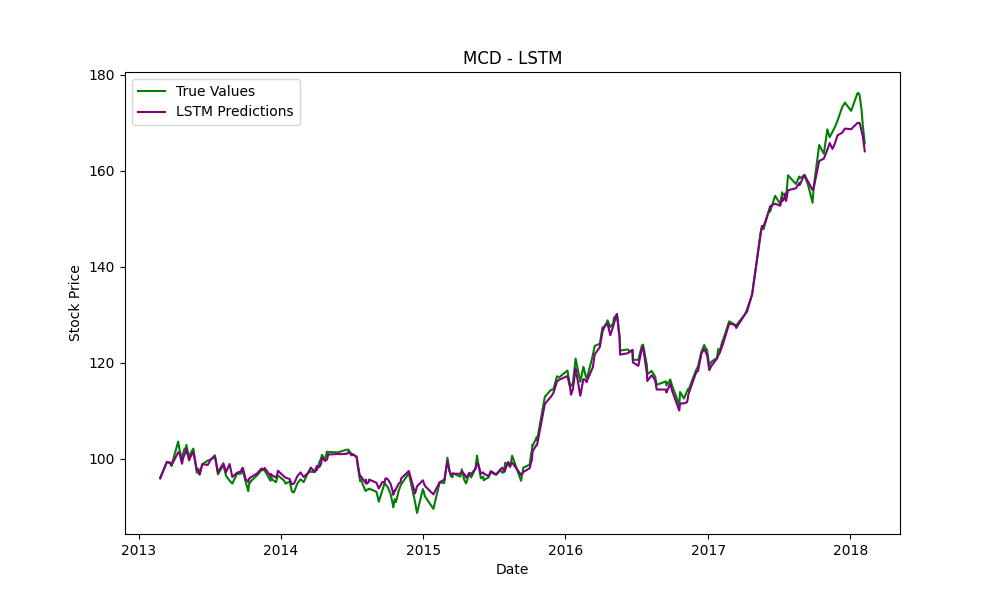 MCD - LSTM
True Values
LSTM Predictions
180
160
140
120
100
Stock Price
2013 2014 2015 2016 2017 2018
Date